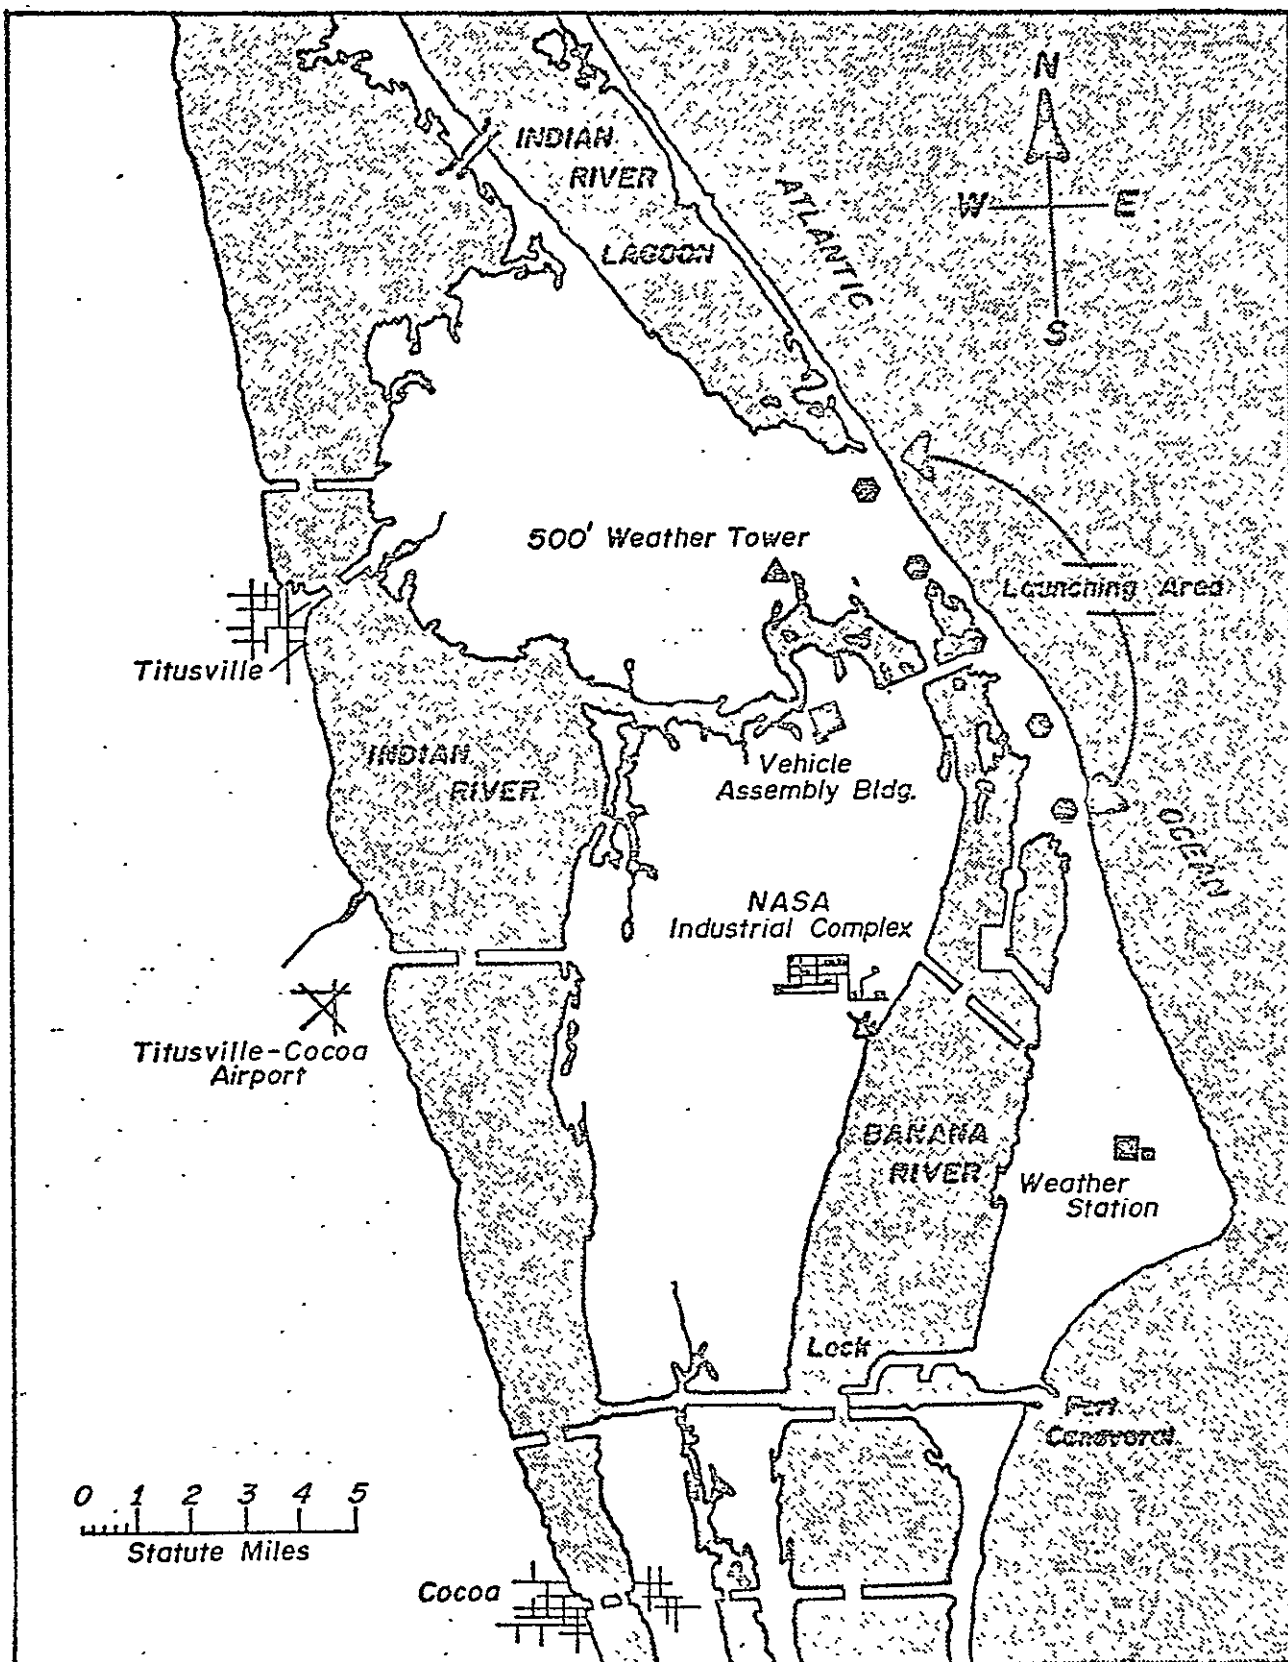 N
W E
S
INDIAN
RIVER
LAGOON
ATLANTIC
500' Weather Tower
Launching Area
Titusville
INDIAN
RIVER
Vehicle
Assembly Bldg.
OCEAN
NASA
Industrial Complex
Titusville-Cocoa
Airport
BANANA
RIVER
Weather
Station
Lock
Port
Canaveral
0 1 2 3 4 5
Statute Miles
Cocoa